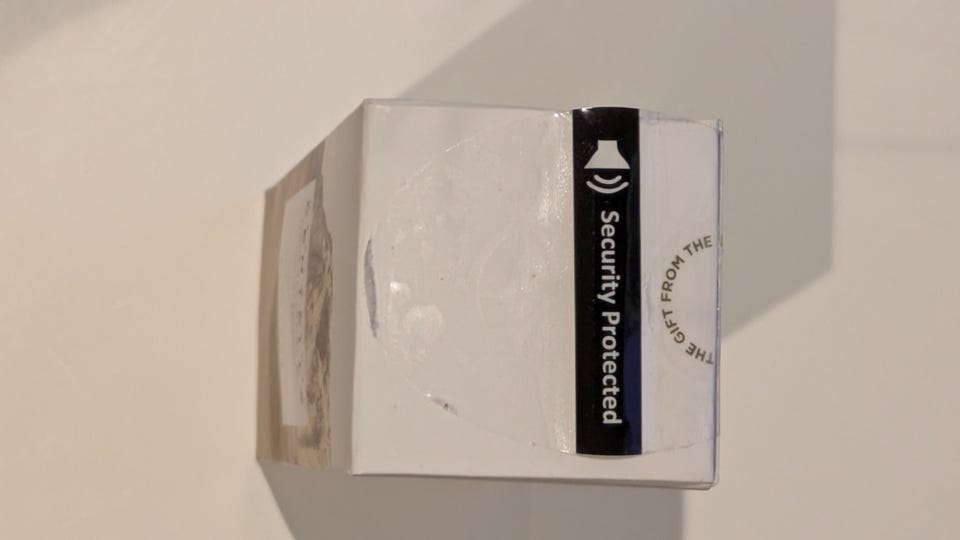 Security Protected
THE GIFT FROM THE